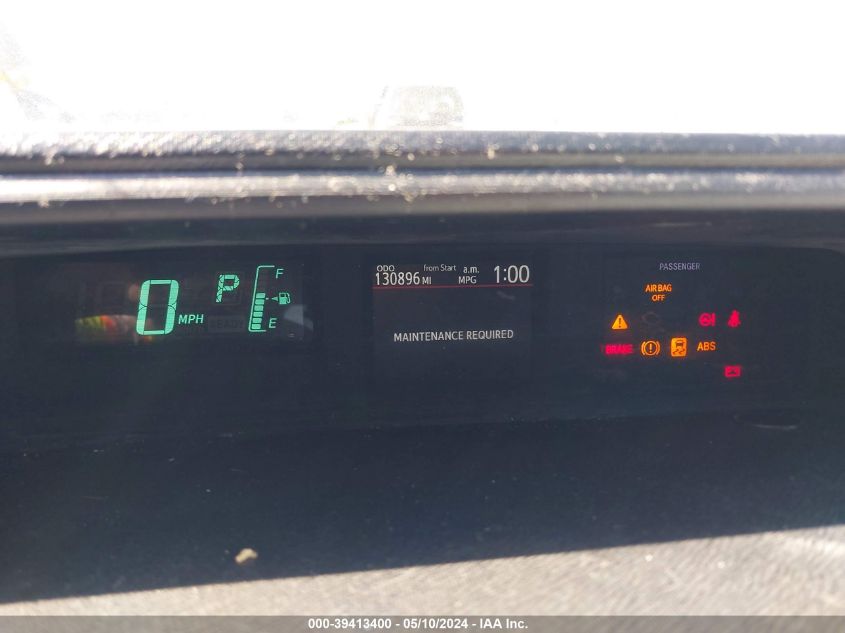 0 MPH P F
E
ODO from Start a.m. 1:00
130896 MI MPG
MAINTENANCE REQUIRED
PASSENGER
AIR BAG
OFF
BRAKE ABS
000-39413400 - 05/10/2024 - IAA Inc.